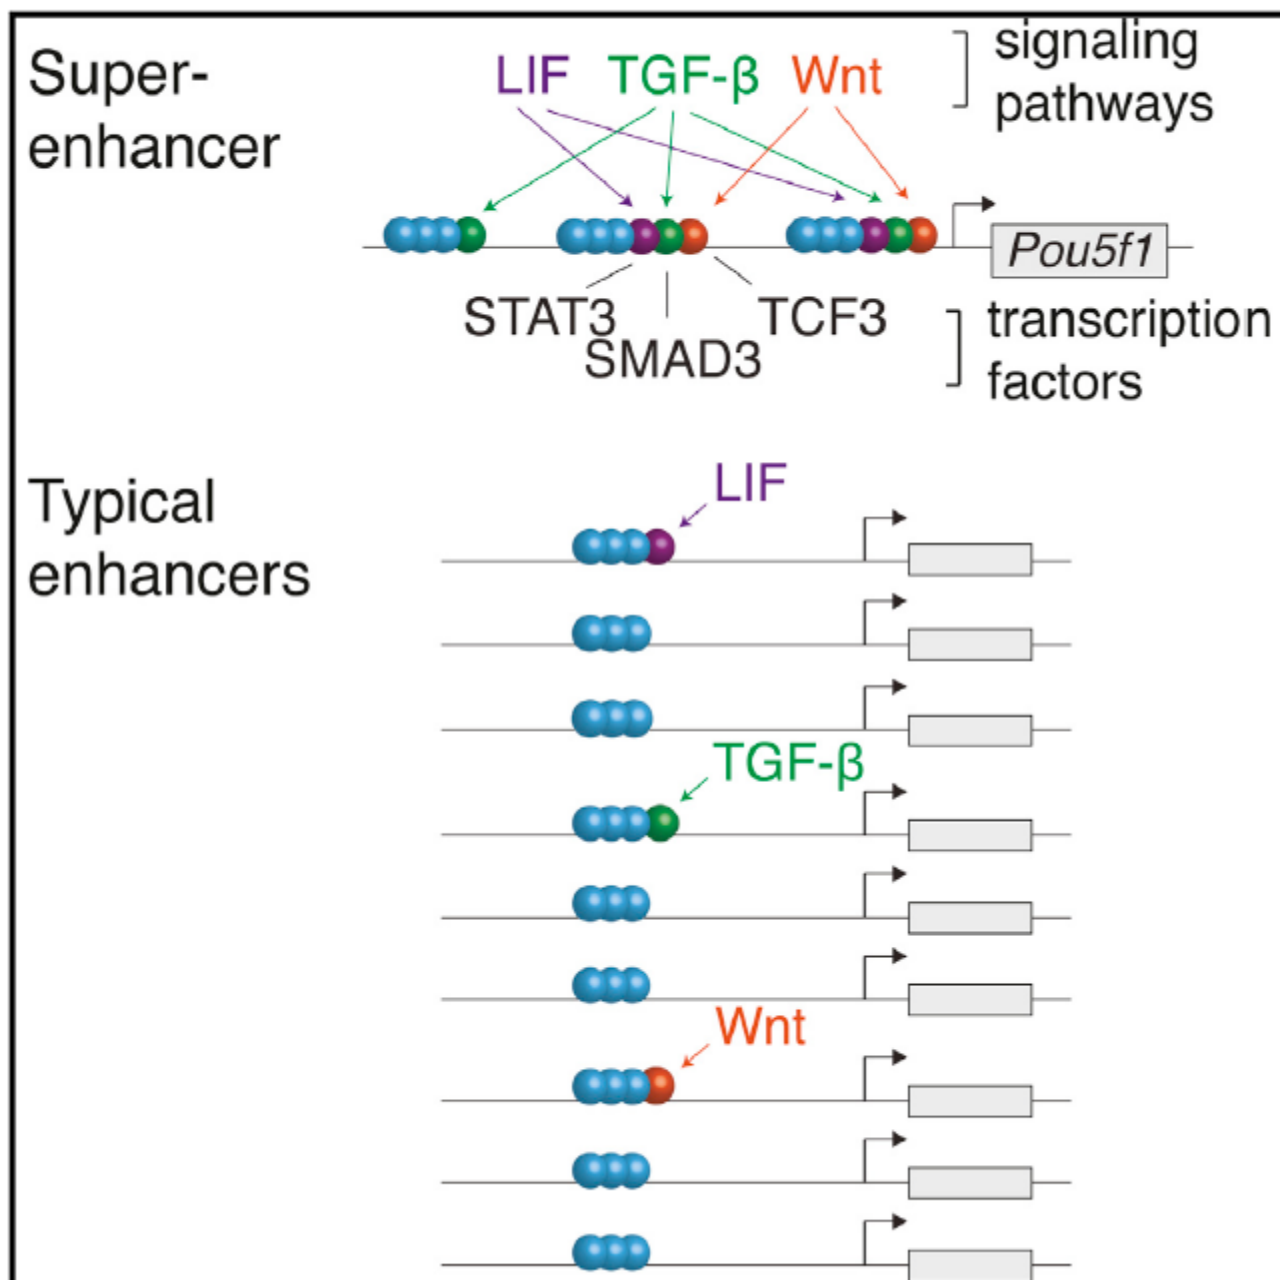 Super-
enhancer
LIF TGF-β Wnt
signaling
pathways
Pou5f1
STAT3
SMAD3
TCF3
transcription
factors
Typical
enhancers
LIF
TGF-β
Wnt